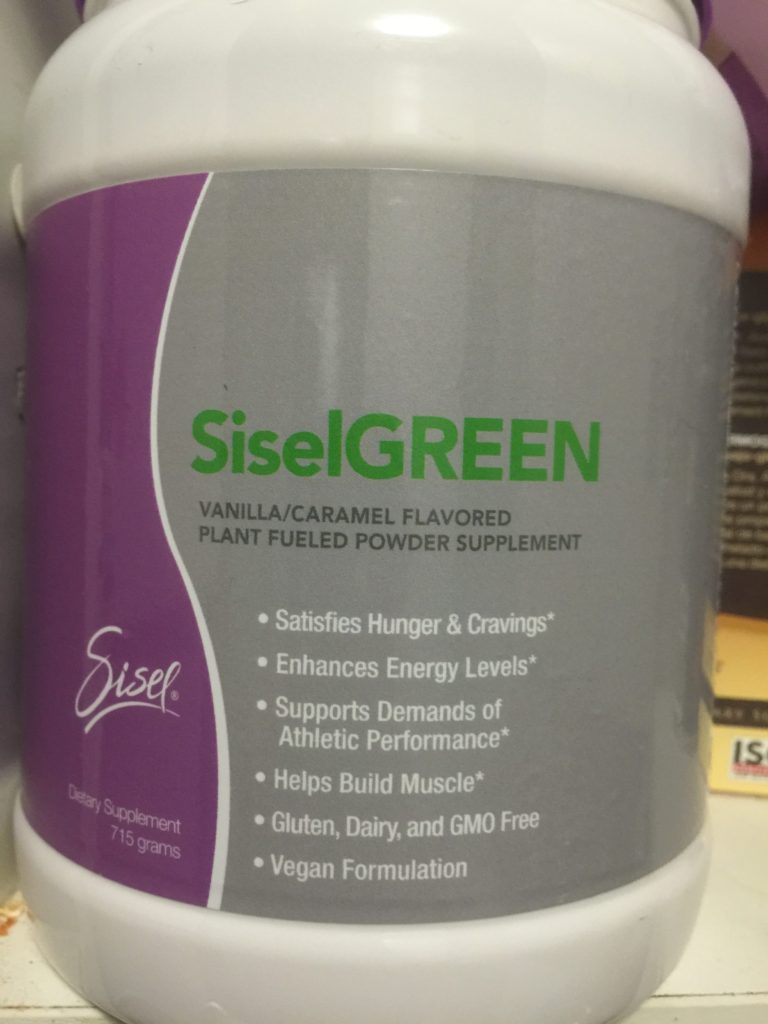 SiselGREEN
VANILLA/CARAMEL FLAVORED
PLANT FUELED POWDER SUPPLEMENT
• Satisfies Hunger & Cravings*
• Enhances Energy Levels*
• Supports Demands of
Athletic Performance*
• Helps Build Muscle*
• Gluten, Dairy, and GMO Free
• Vegan Formulation
Sisel®
Dietary Supplement
715 grams